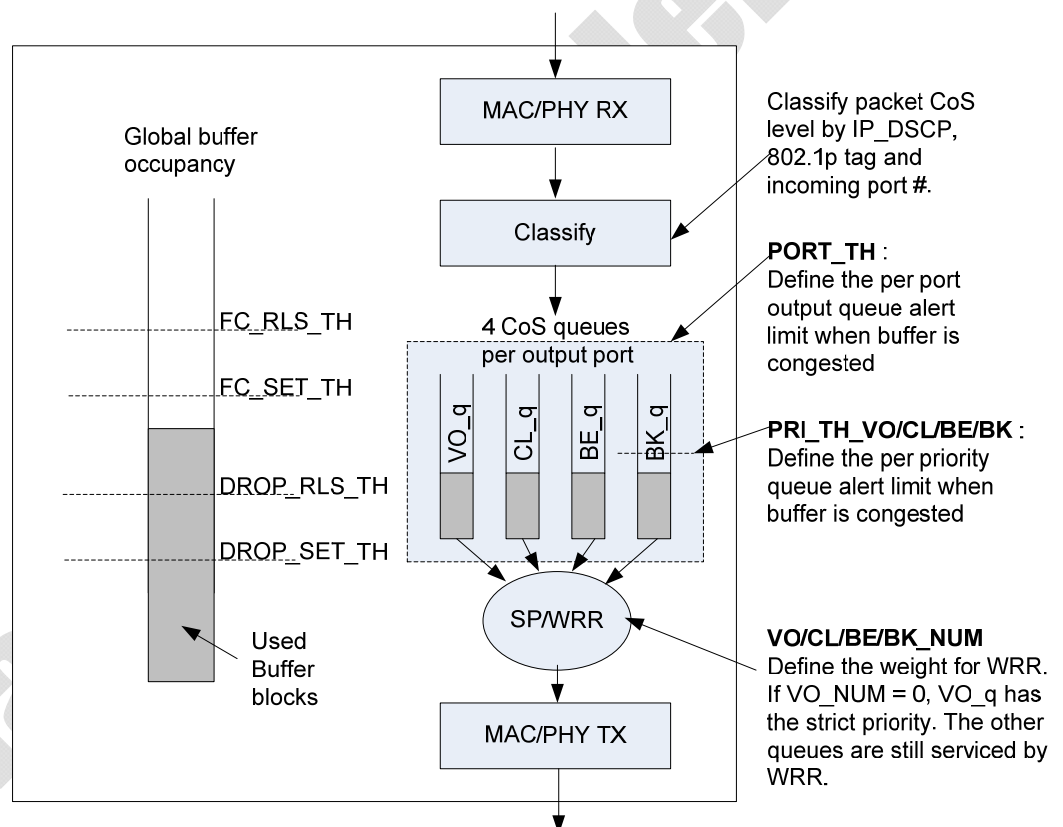 MAC/PHY RX
Global buffer
occupancy
Classify packet CoS
level by IP_DSCP,
802.1p tag and
incoming port #.
Classify
PORT_TH :
Define the per port
output queue alert
limit when buffer is
congested
FC_RLS_TH
4 CoS queues
per output port
FC_SET_TH
VO_q
CL_q
BE_q
BK_q
PRI_TH_VO/CL/BE/BK :
Define the per priority
queue alert limit when
buffer is congested
DROP_RLS_TH
DROP_SET_TH
SP/WRR
Used
Buffer
blocks
VO/CL/BE/BK_NUM
Define the weight for WRR.
If VO_NUM = 0, VO_q has
the strict priority. The other
queues are still serviced by
WRR.
MAC/PHY TX